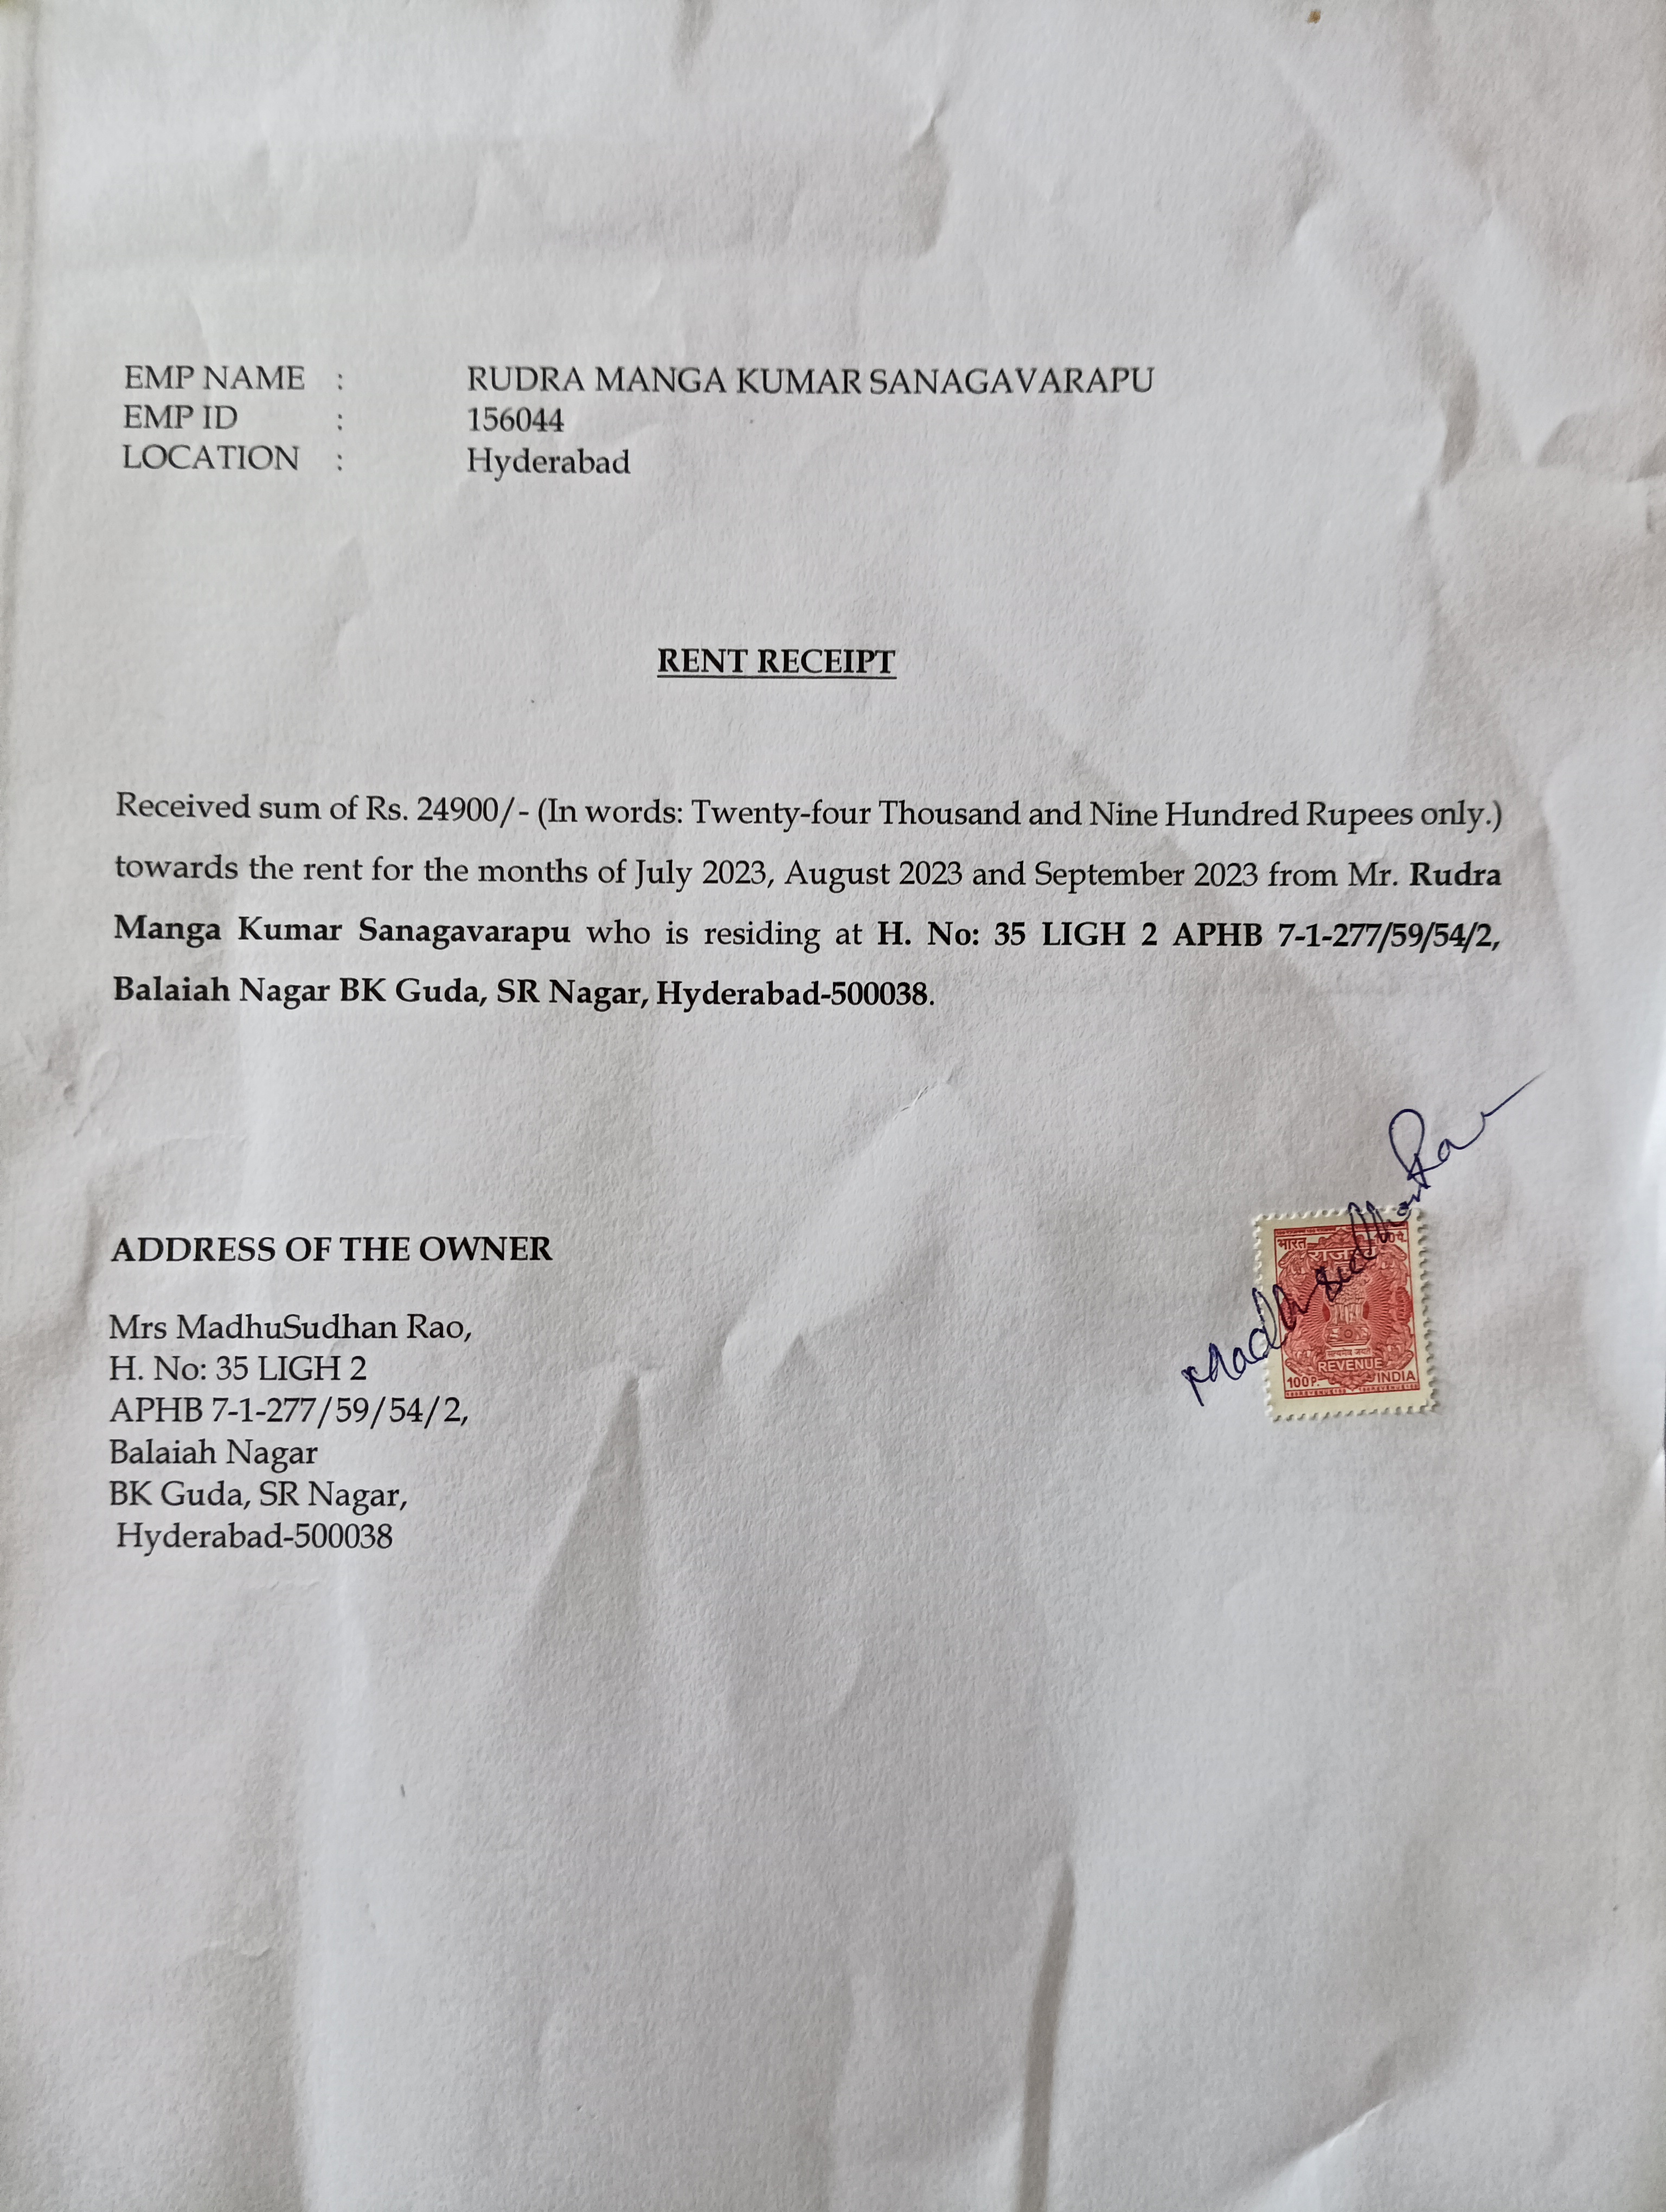 EMP NAME : RUDRA MANGA KUMAR SANAGAVARAPU
EMP ID : 156044
LOCATION : Hyderabad
RENT RECEIPT
Received sum of Rs. 24900/- (In words: Twenty-four Thousand and Nine Hundred Rupees only.)
towards the rent for the months of July 2023, August 2023 and September 2023 from Mr. Rudra
Manga Kumar Sanagavarapu who is residing at H. No: 35 LIGH 2 APHB 7-1-277/59/54/2,
Balaiah Nagar BK Guda, SR Nagar, Hyderabad-500038.
Madhusudhan Rao
भारत
REVENUE
100P. INDIA
ADDRESS OF THE OWNER
Mrs MadhuSudhan Rao,
H. No: 35 LIGH 2
APHB 7-1-277/59/54/2,
Balaiah Nagar
BK Guda, SR Nagar,
Hyderabad-500038